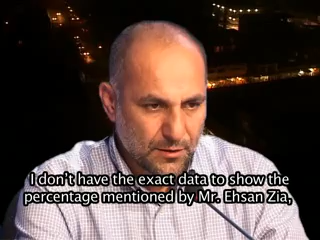 I don't have the exact data to show the
percentage mentioned by Mr. Ehsan Zia,